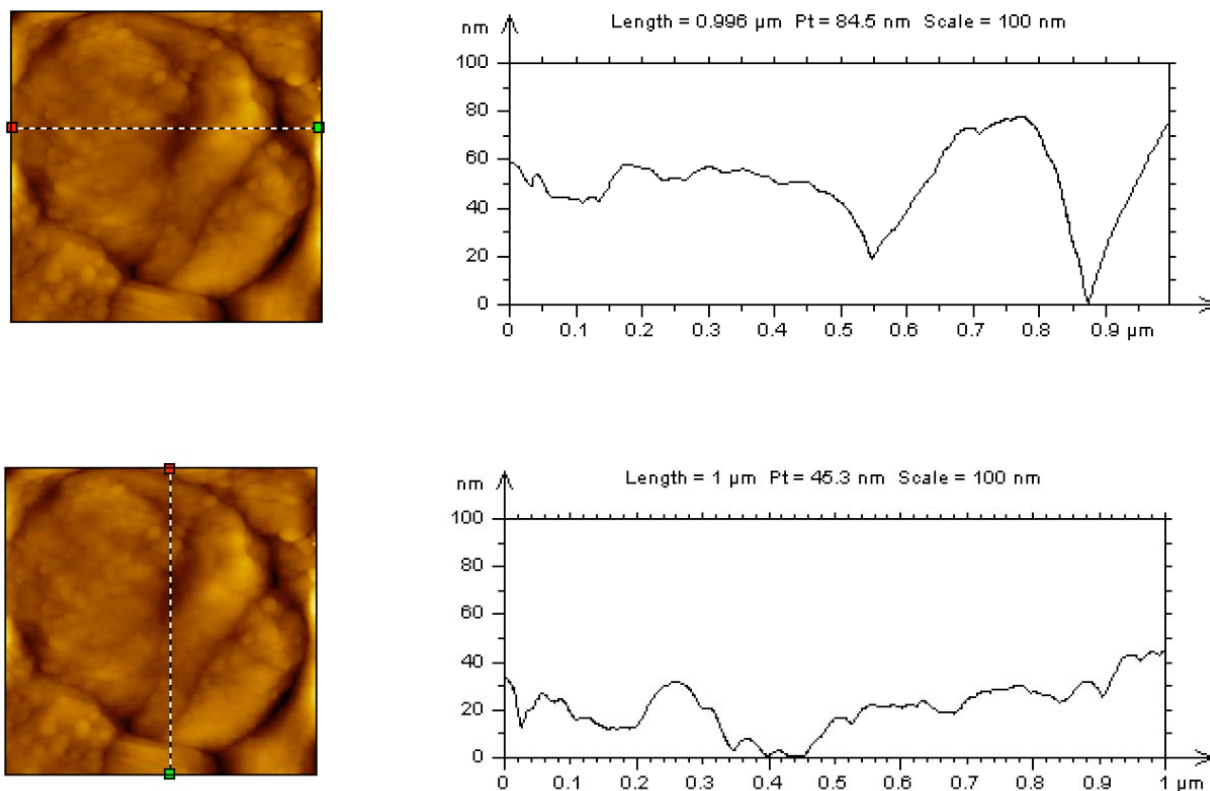 Length = 0.996 µm  Pt = 84.5 nm  Scale = 100 nm
nm
100
80
60
40
20
0
0 0.1 0.2 0.3 0.4 0.5 0.6 0.7 0.8 0.9 µm
Length = 1 µm  Pt = 45.3 nm  Scale = 100 nm
nm
100
80
60
40
20
0
0 0.1 0.2 0.3 0.4 0.5 0.6 0.7 0.8 0.9 1 µm